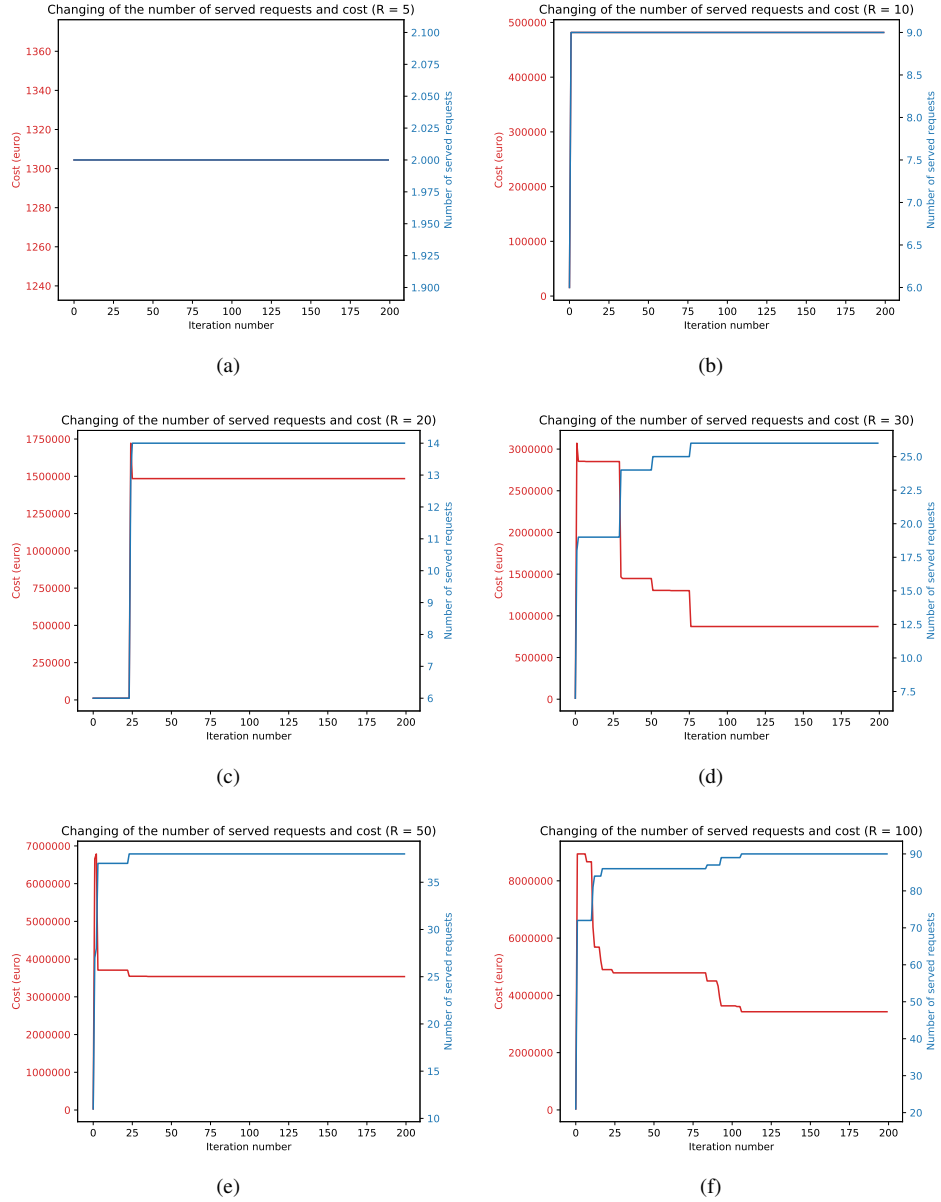 Changing of the number of served requests and cost (R = 5)
1360
1340
1320
1300
1280
1260
1240
Cost (euro)
2.100
2.075
2.050
2.025
2.000
1.975
1.950
1.925
1.900
Number of served requests
0 25 50 75 100 125 150 175 200
Iteration number
(a)
Changing of the number of served requests and cost (R = 10)
500000
400000
300000
200000
100000
0
Cost (euro)
9.0
8.5
8.0
7.5
7.0
6.5
6.0
Number of served requests
0 25 50 75 100 125 150 175 200
Iteration number
(b)
Changing of the number of served requests and cost (R = 20)
1750000
1500000
1250000
1000000
750000
500000
250000
0
Cost (euro)
14
13
12
11
10
9
8
7
6
Number of served requests
0 25 50 75 100 125 150 175 200
Iteration number
(c)
Changing of the number of served requests and cost (R = 30)
3000000
2500000
2000000
1500000
1000000
500000
0
Cost (euro)
25.0
22.5
20.0
17.5
15.0
12.5
10.0
7.5
Number of served requests
0 25 50 75 100 125 150 175 200
Iteration number
(d)
Changing of the number of served requests and cost (R = 50)
7000000
6000000
5000000
4000000
3000000
2000000
1000000
0
Cost (euro)
35
30
25
20
15
10
Number of served requests
0 25 50 75 100 125 150 175 200
Iteration number
(e)
Changing of the number of served requests and cost (R = 100)
8000000
6000000
4000000
2000000
0
Cost (euro)
90
80
70
60
50
40
30
20
Number of served requests
0 25 50 75 100 125 150 175 200
Iteration number
(f)